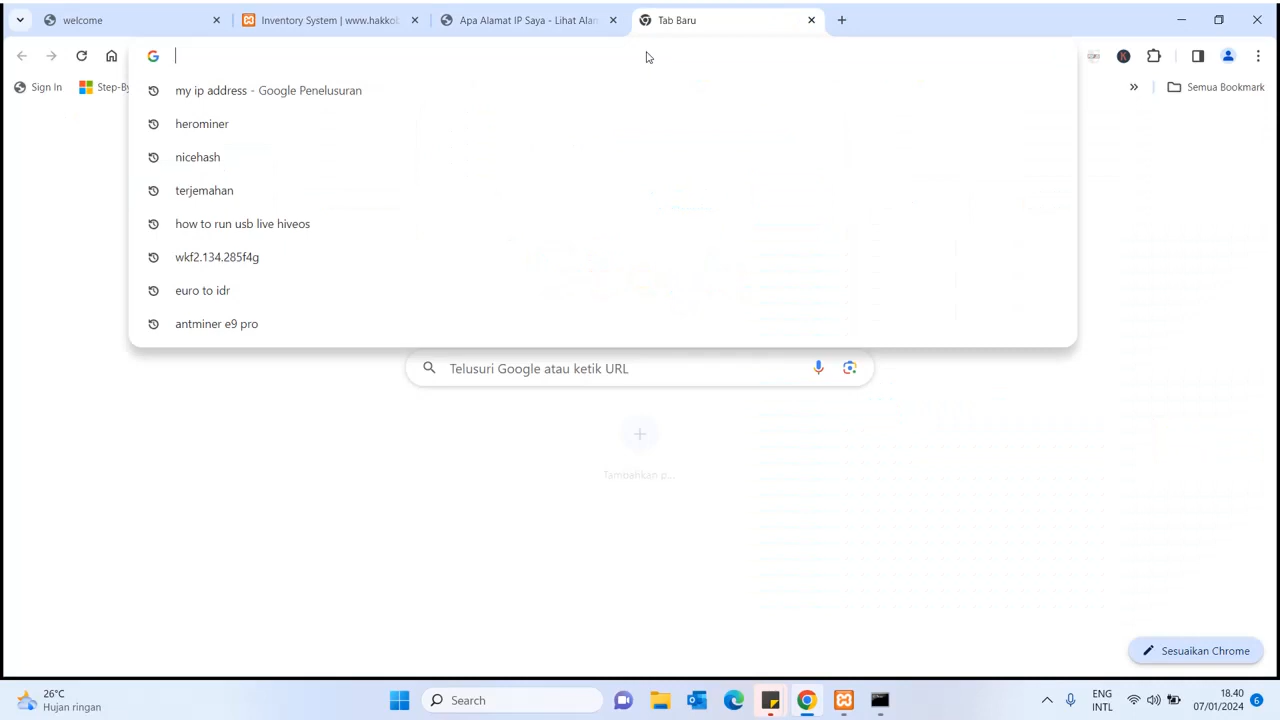 welcome
Inventory System | www.hakko
Apa Alamat IP Saya - Lihat Alam
Tab Baru
Sign In
Step-By
Semua Bookmark
my ip address - Google Penelusuran
herominer
nicehash
terjemahan
how to run usb live hiveos
wkf2.134.285f4g
euro to idr
antminer e9 pro
Telusuri Google atau ketik URL
Tambahkan p...
Sesuaikan Chrome
26°C
Hujan ringan
Search
ENG
INTL
18.40
07/01/2024
6